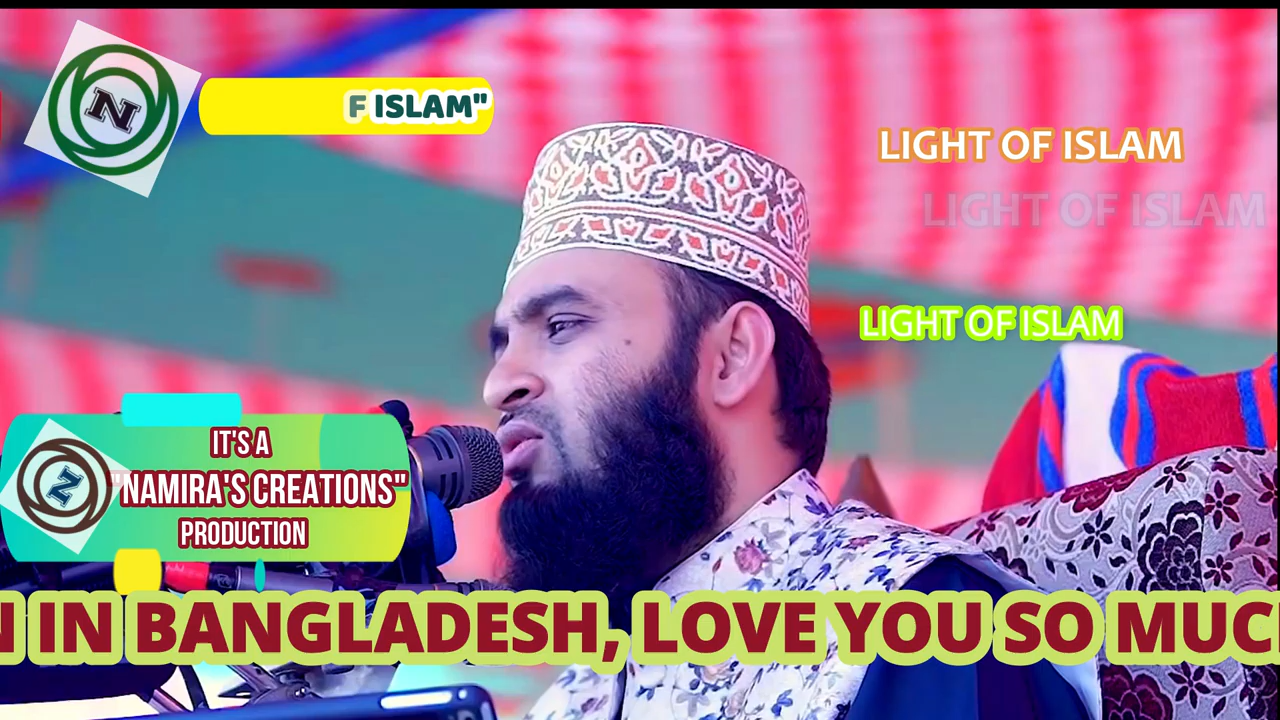 N
F ISLAM"
LIGHT OF ISLAM
LIGHT OF ISLAM
LIGHT OF ISLAM
IT'S A
"NAMIRA'S CREATIONS"
PRODUCTION
Z
IN BANGLADESH, LOVE YOU SO MUC